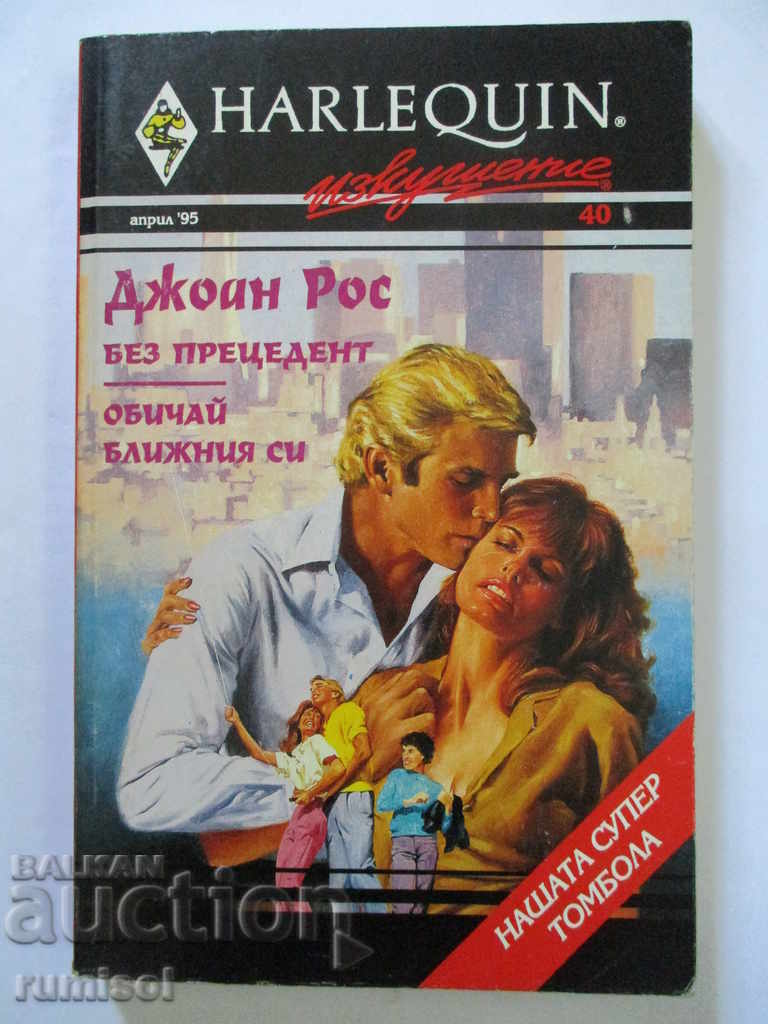 HARLEQUIN®
изкушение®
април '95
40
Джоан Рос
БЕЗ ПРЕЦЕДЕНТ
ОБИЧАЙ
БЛИЖНИЯ СИ
НАШАТА СУПЕР
ТОМБОЛА
BALKAN
auction
rumisol